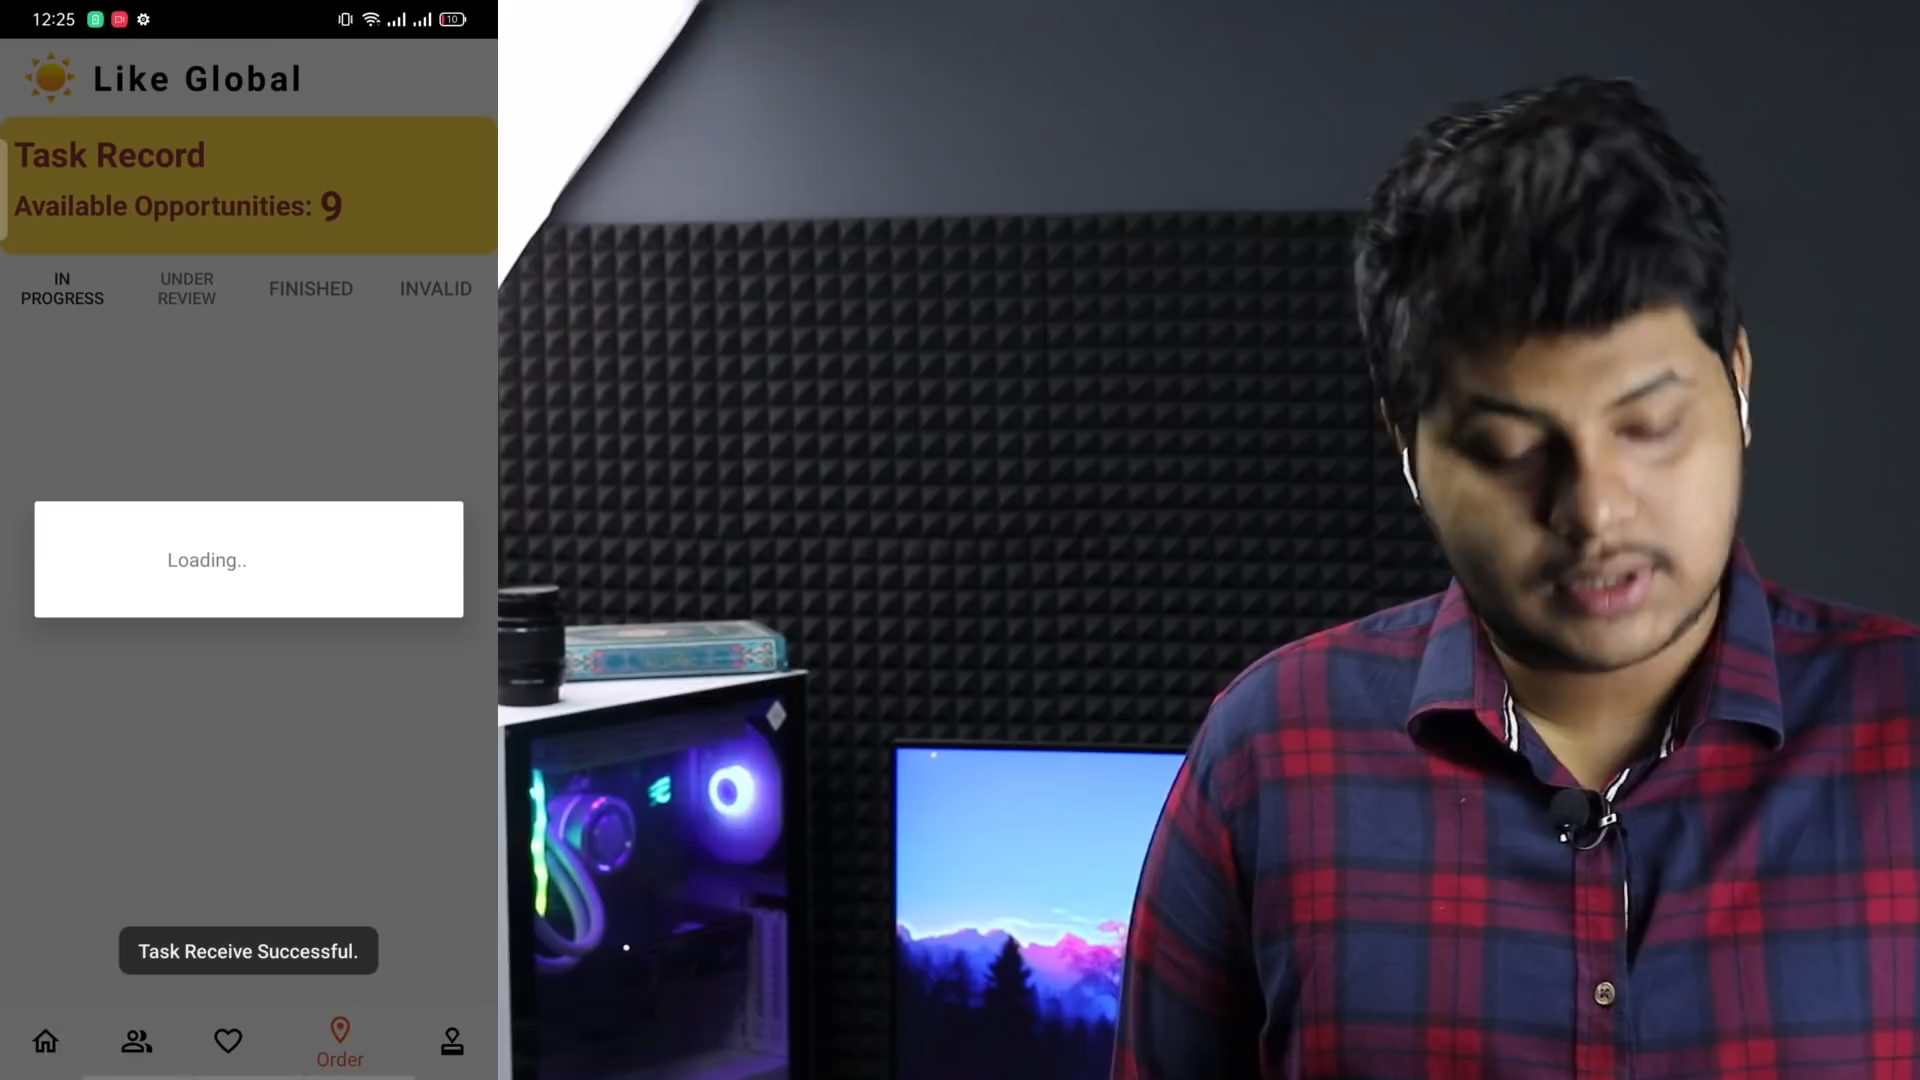 12:25
10
Like Global
Task Record
Available Opportunities: 9
IN PROGRESS
UNDER REVIEW
FINISHED
INVALID
Loading..
Task Receive Successful.
Order